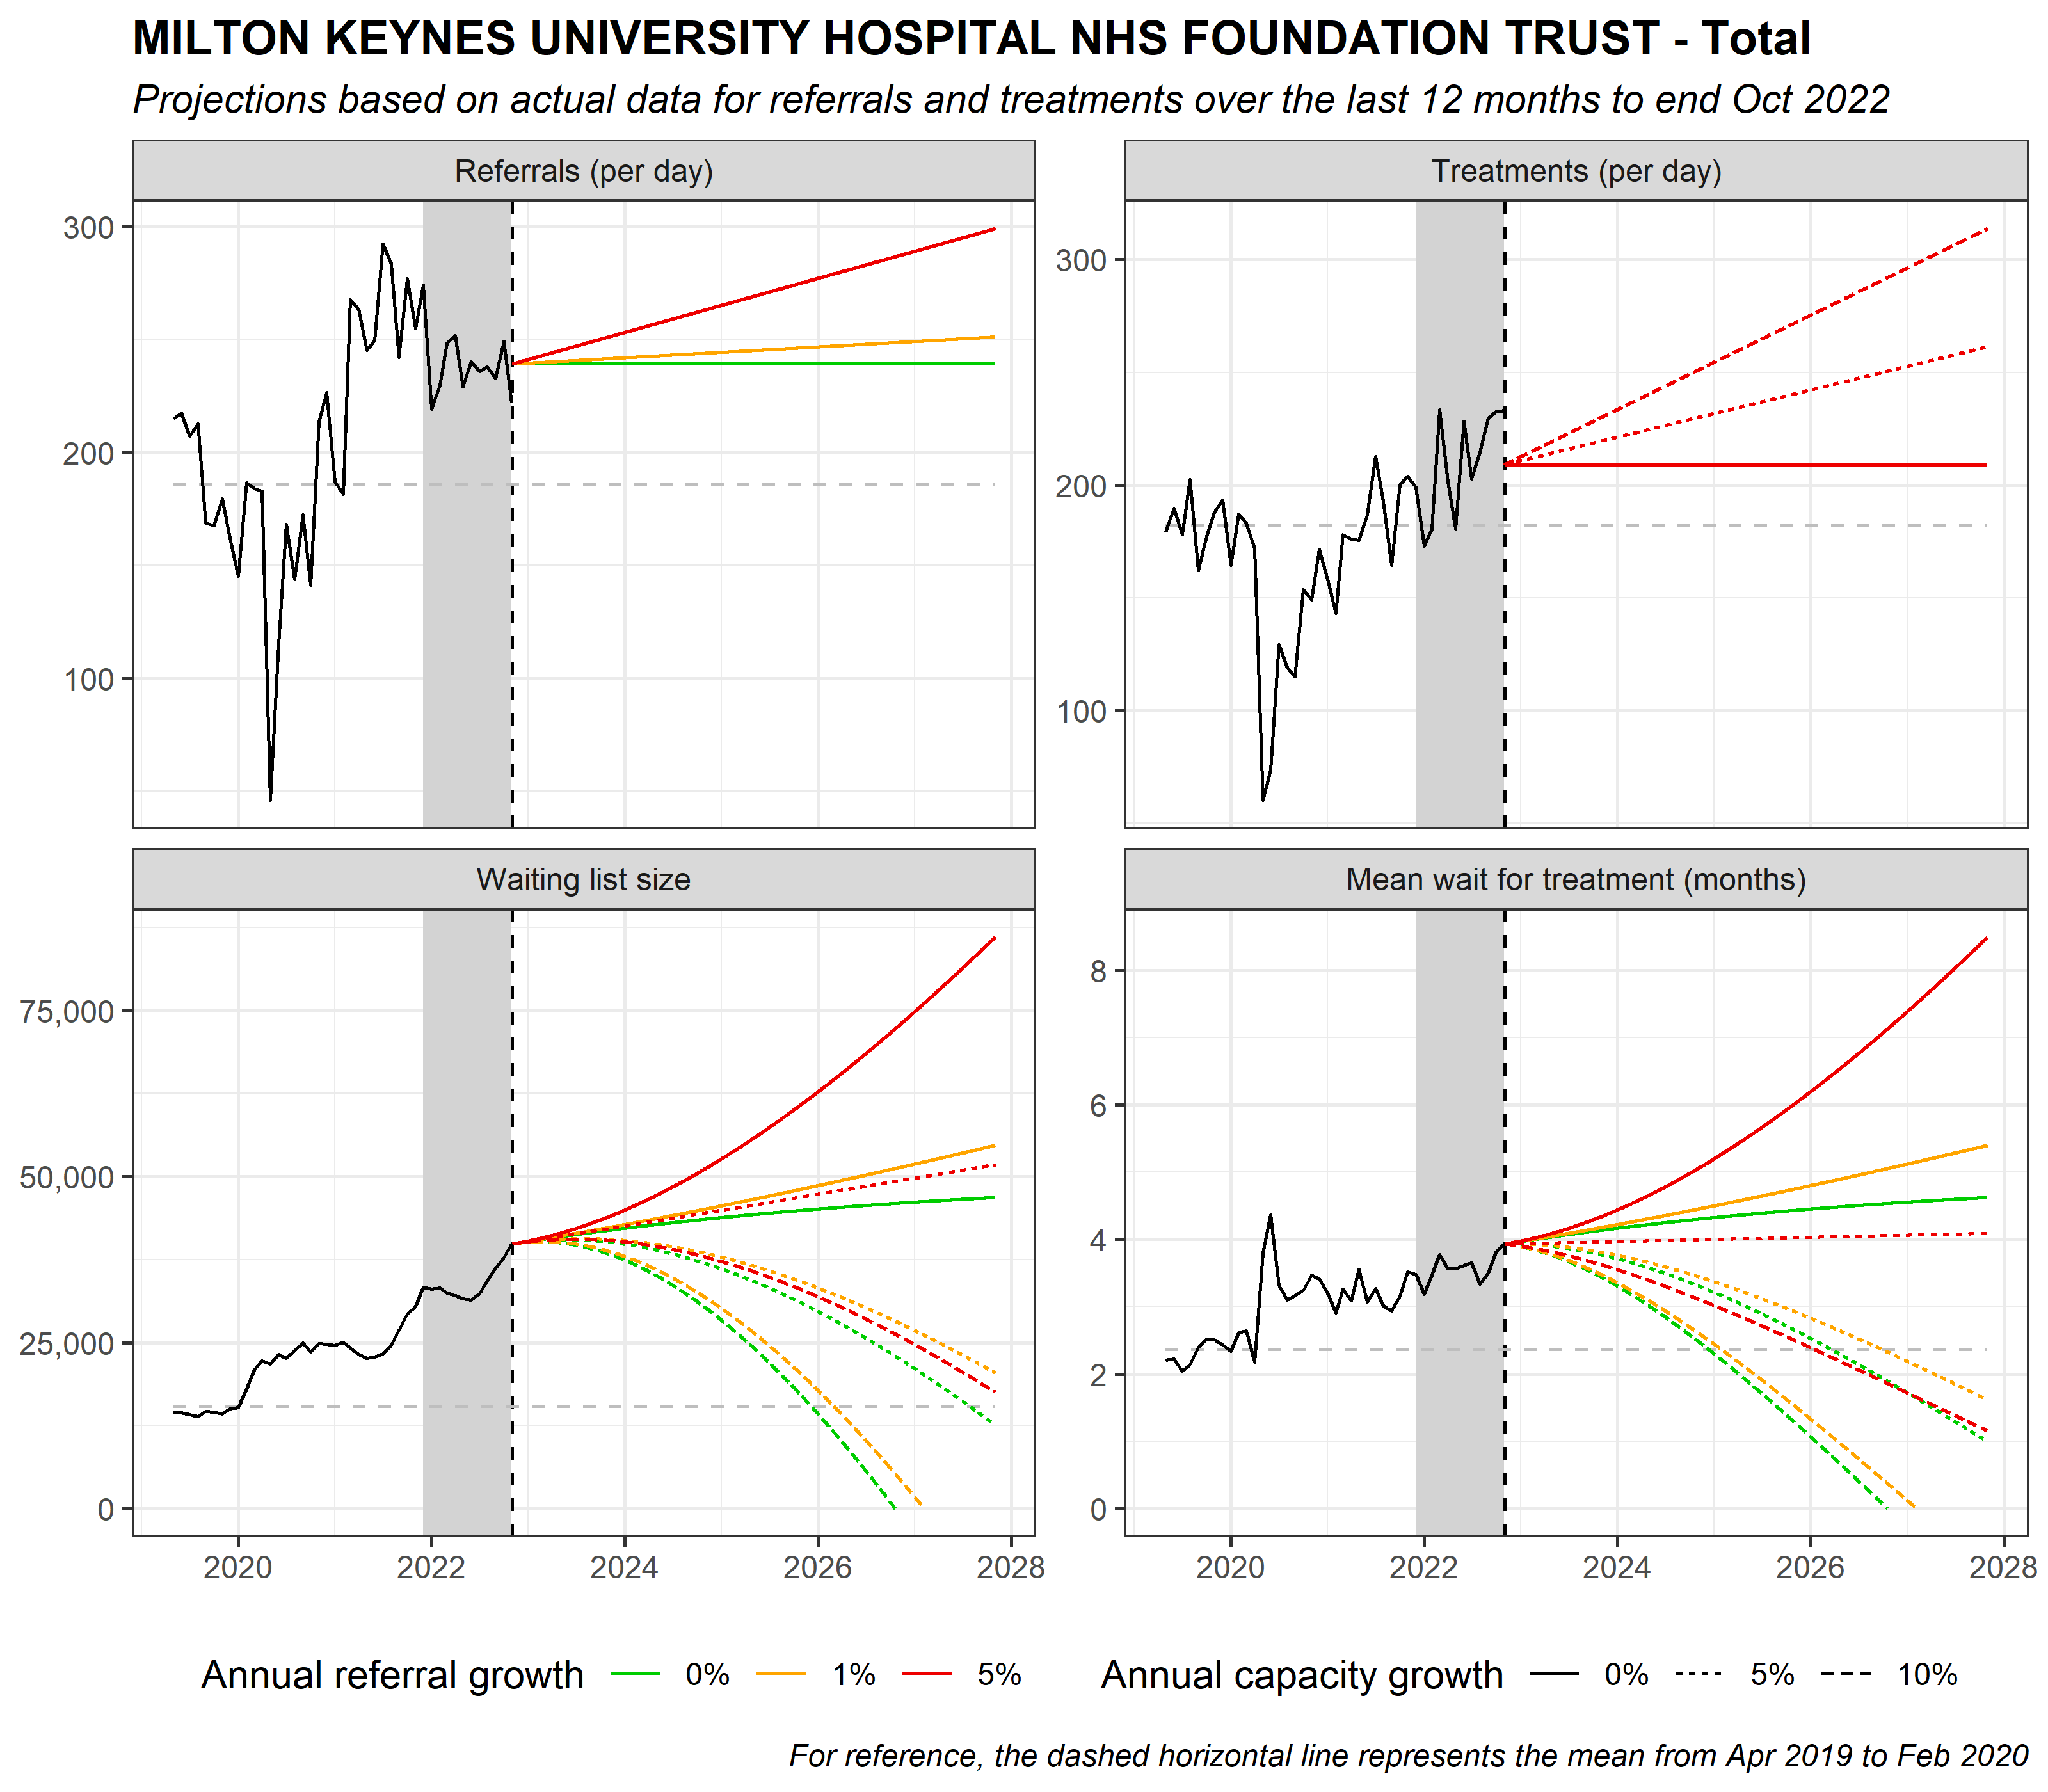 MILTON KEYNES UNIVERSITY HOSPITAL NHS FOUNDATION TRUST - Total
Projections based on actual data for referrals and treatments over the last 12 months to end Oct 2022
Referrals (per day)
300
200
100
Treatments (per day)
300
200
100
Waiting list size
75,000
50,000
25,000
0
2020 2022 2024 2026 2028
Mean wait for treatment (months)
8
6
4
2
0
2020 2022 2024 2026 2028
Annual referral growth 0% 1% 5%
Annual capacity growth 0% 5% 10%
For reference, the dashed horizontal line represents the mean from Apr 2019 to Feb 2020